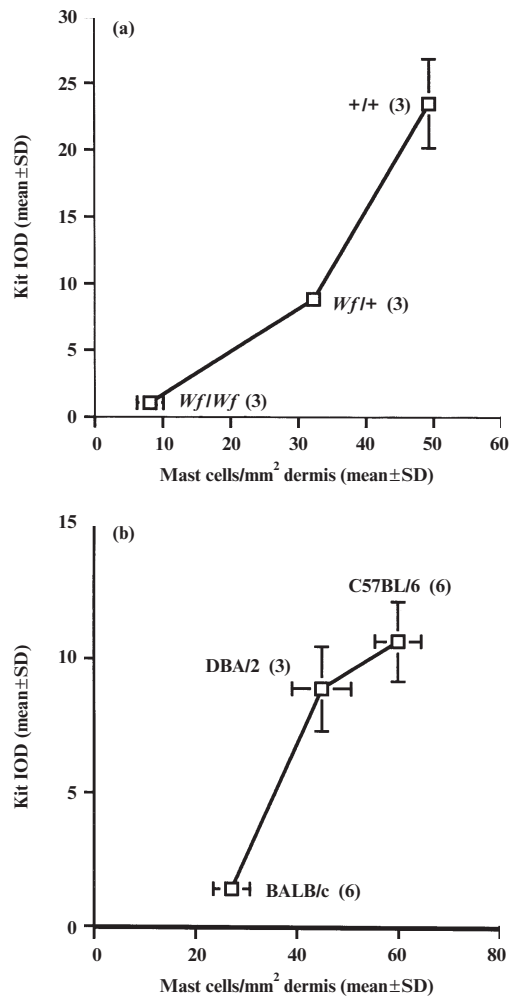 (a)
30
25
20
15
10
5
0
Kit IOD (mean±SD)
+/+ (3)
Wf/+ (3)
Wf/Wf (3)
0 10 20 30 40 50 60
Mast cells/mm² dermis (mean±SD)
(b)
15
10
5
0
Kit IOD (mean±SD)
C57BL/6 (6)
DBA/2 (3)
BALB/c (6)
0 20 40 60 80
Mast cells/mm² dermis (mean±SD)